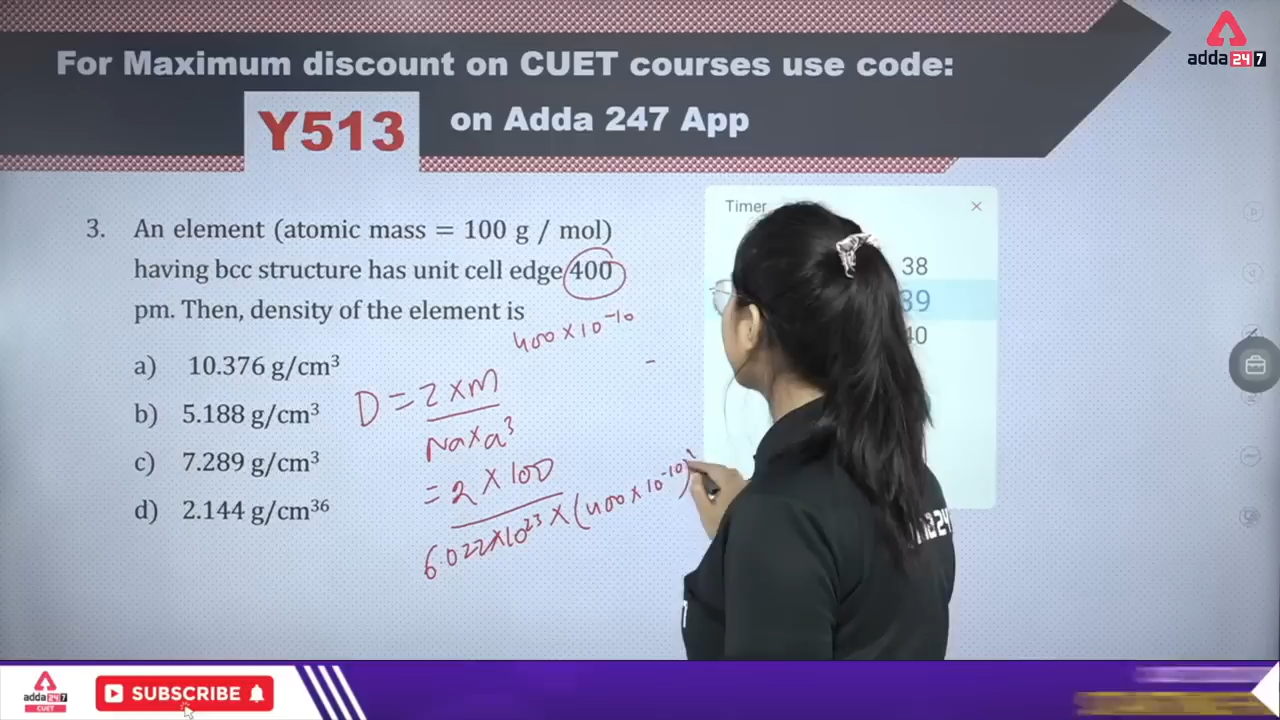 For Maximum discount on CUET courses use code:
Y513 on Adda 247 App
adda 247
Timer
38
39
40
3. An element (atomic mass = 100 g / mol)
having bcc structure has unit cell edge 400
pm. Then, density of the element is
400 × 10⁻¹⁰
a) 10.376 g/cm³
b) 5.188 g/cm³
c) 7.289 g/cm³
d) 2.144 g/cm³⁶
D = Z × M
Na × a³
= 2 × 100
6.022 × 10²³ × (400 × 10⁻¹⁰)
adda 247
CUET
SUBSCRIBE